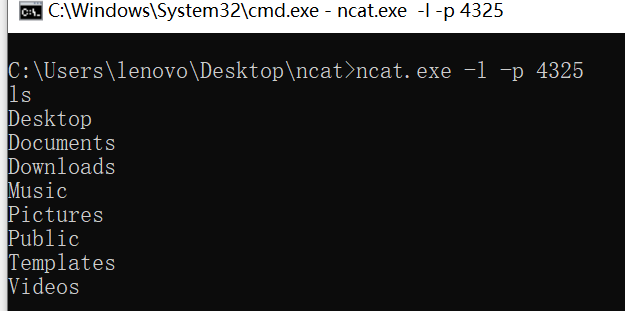 C:\Windows\System32\cmd.exe - ncat.exe  -l -p 4325
C:\Users\lenovo\Desktop\ncat>ncat.exe -l -p 4325
ls
Desktop
Documents
Downloads
Music
Pictures
Public
Templates
Videos